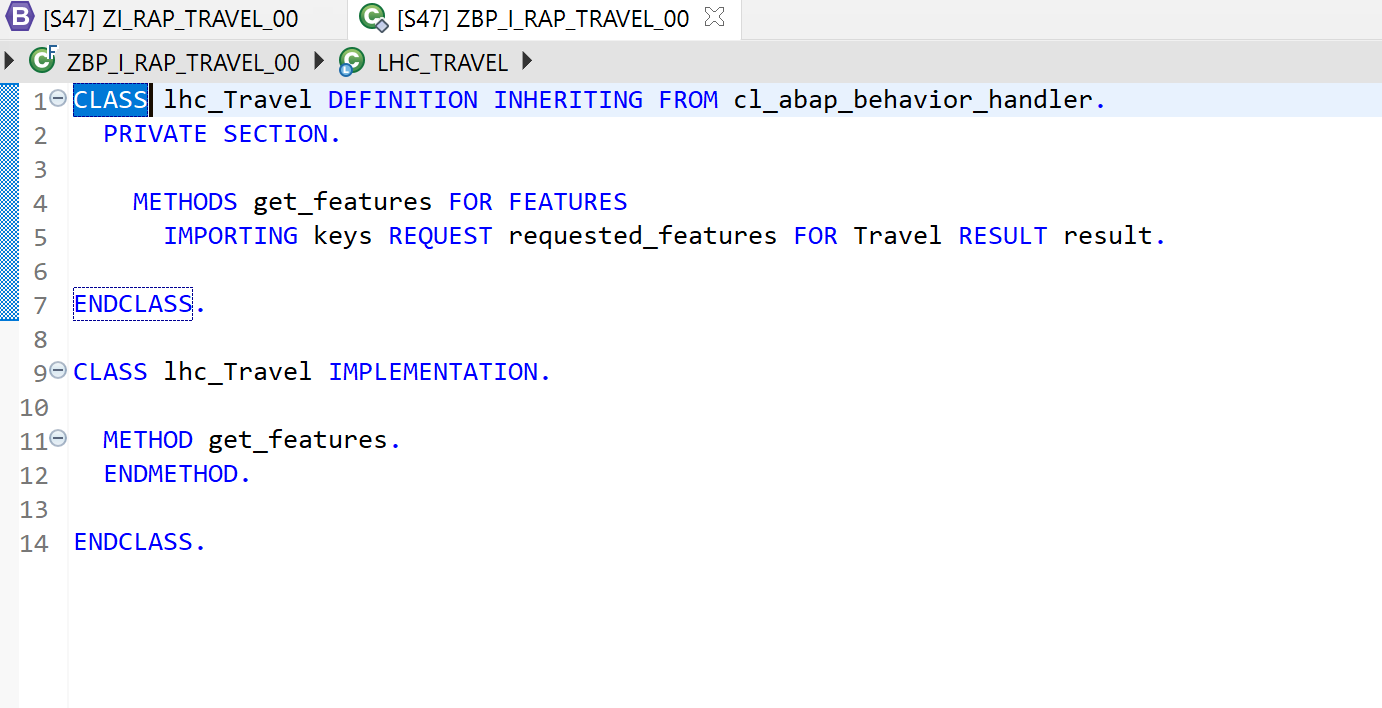 B [S47] ZI_RAP_TRAVEL_00 C [S47] ZBP_I_RAP_TRAVEL_00
C F ZBP_I_RAP_TRAVEL_00 C L LHC_TRAVEL
1 CLASS lhc_Travel DEFINITION INHERITING FROM cl_abap_behavior_handler.
2 PRIVATE SECTION.
3
4 METHODS get_features FOR FEATURES
5 IMPORTING keys REQUEST requested_features FOR Travel RESULT result.
6
7 ENDCLASS.
8
9 CLASS lhc_Travel IMPLEMENTATION.
10
11 METHOD get_features.
12 ENDMETHOD.
13
14 ENDCLASS.